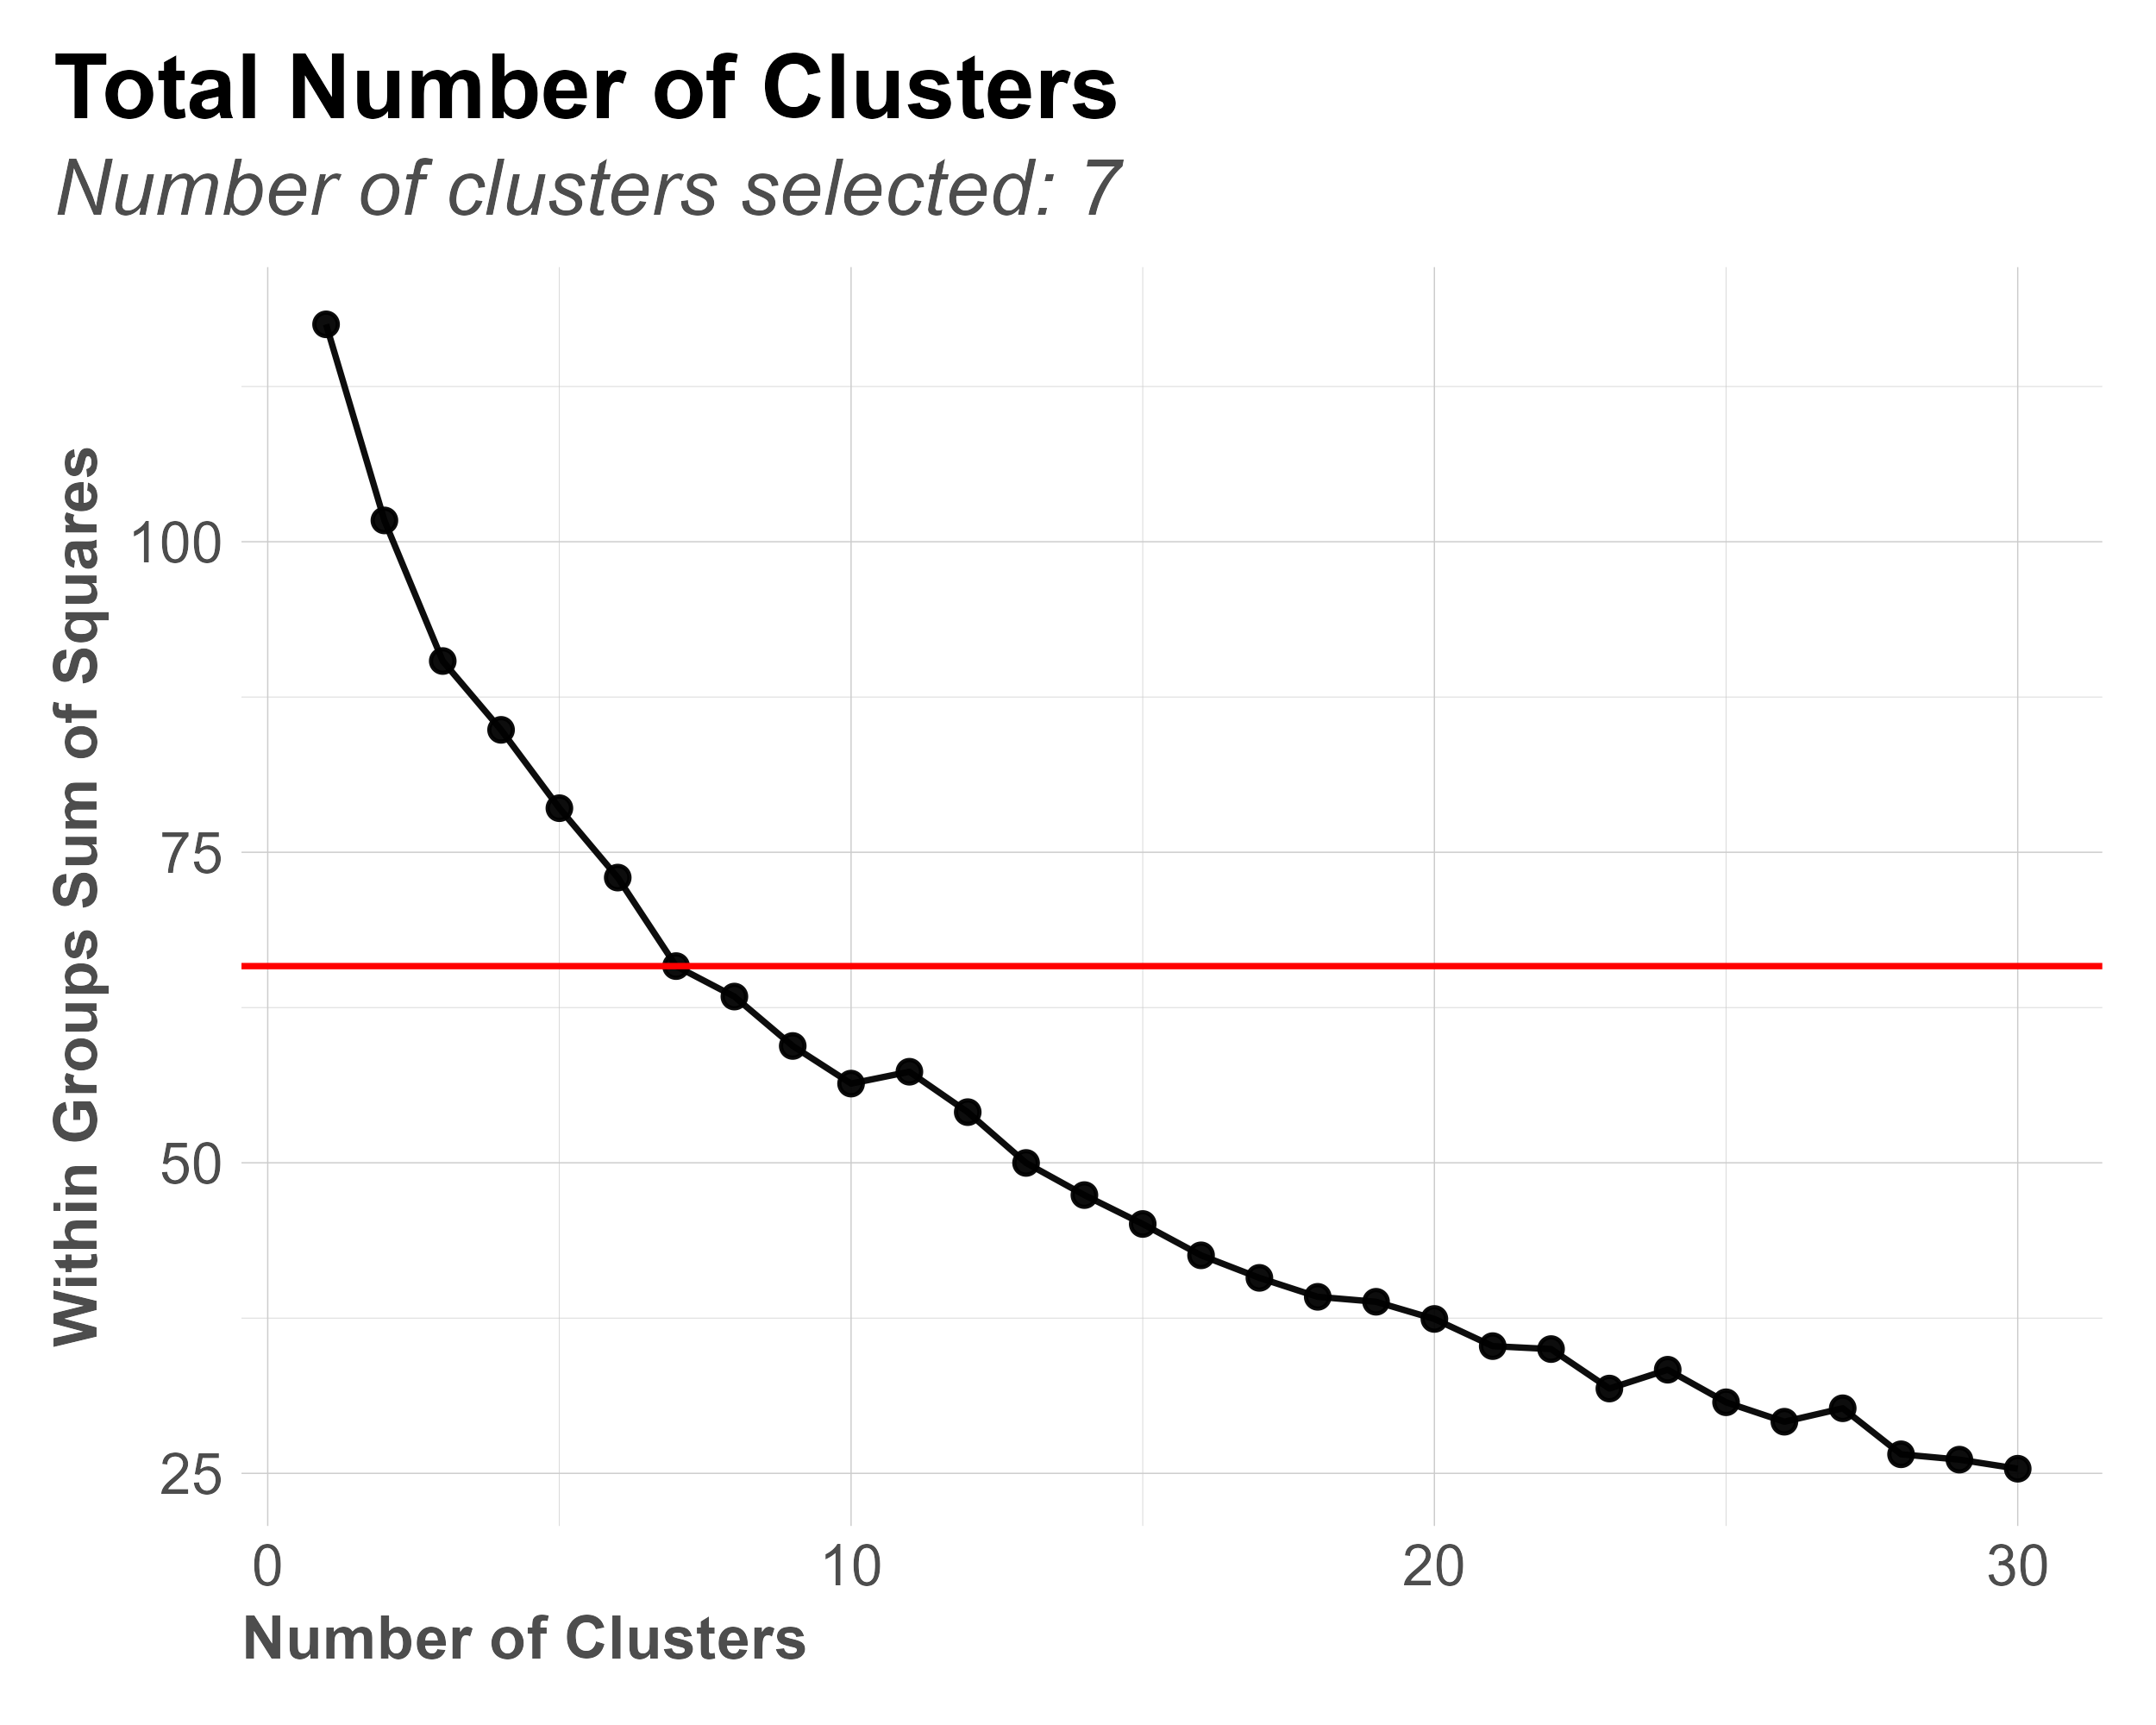 Total Number of Clusters
Number of clusters selected: 7
Within Groups Sum of Squares
100
75
50
25
0 10 20 30
Number of Clusters